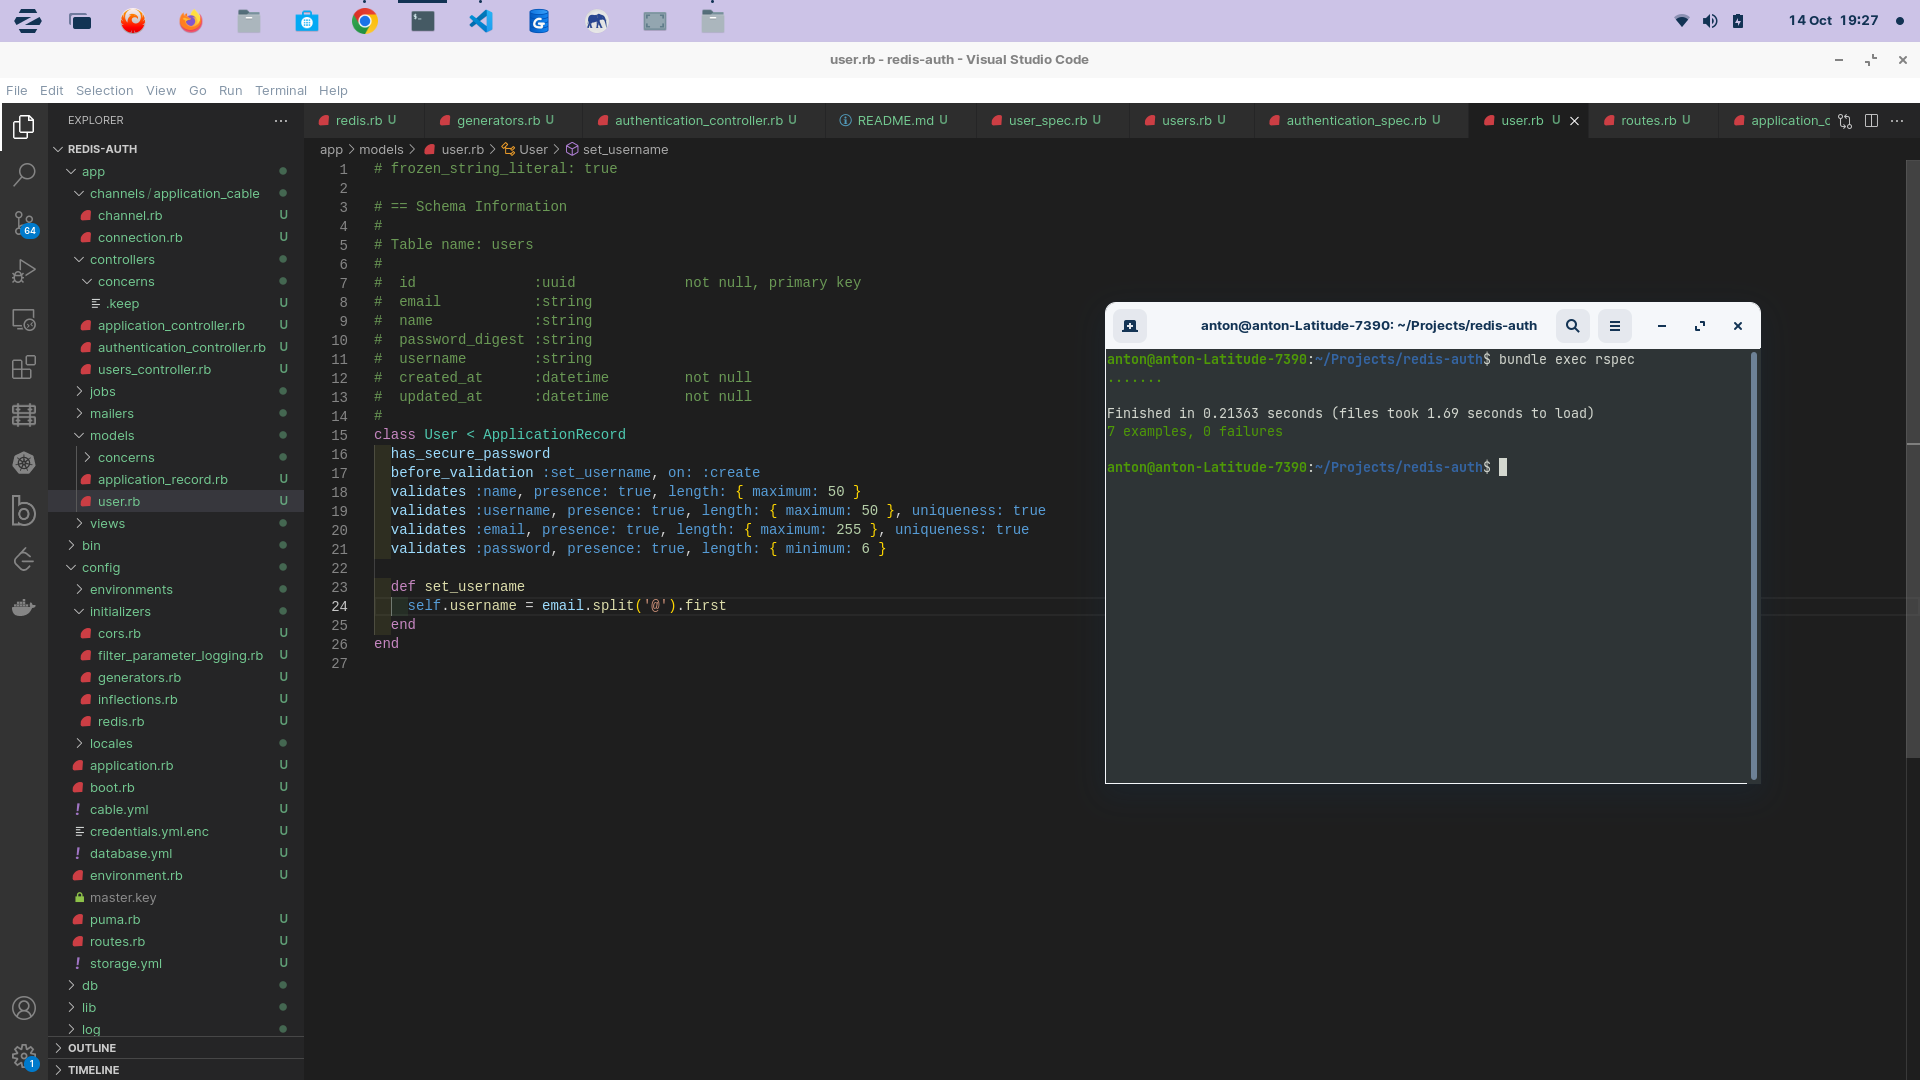 14 Oct 19:27
user.rb - redis-auth - Visual Studio Code
File Edit Selection View Go Run Terminal Help
EXPLORER
REDIS-AUTH
app
channels / application_cable
channel.rb U
connection.rb U
controllers
concerns
.keep U
application_controller.rb U
authentication_controller.rb U
users_controller.rb U
jobs
mailers
models
concerns
application_record.rb U
user.rb U
views
bin
config
environments
initializers
cors.rb U
filter_parameter_logging.rb U
generators.rb U
inflections.rb U
redis.rb U
locales
application.rb U
boot.rb U
! cable.yml U
credentials.yml.enc U
! database.yml U
environment.rb U
master.key
puma.rb U
routes.rb U
! storage.yml U
db
lib
log
OUTLINE
TIMELINE
64
1
redis.rb U generators.rb U authentication_controller.rb U README.md U user_spec.rb U users.rb U authentication_spec.rb U user.rb U routes.rb U application_c
app > models > user.rb > User > set_username
1 # frozen_string_literal: true
2
3 # == Schema Information
4 #
5 # Table name: users
6 #
7 # id :uuid not null, primary key
8 # email :string
9 # name :string
10 # password_digest :string
11 # username :string
12 # created_at :datetime not null
13 # updated_at :datetime not null
14 #
15 class User < ApplicationRecord
16 has_secure_password
17 before_validation :set_username, on: :create
18 validates :name, presence: true, length: { maximum: 50 }
19 validates :username, presence: true, length: { maximum: 50 }, uniqueness: true
20 validates :email, presence: true, length: { maximum: 255 }, uniqueness: true
21 validates :password, presence: true, length: { minimum: 6 }
22
23 def set_username
24 self.username = email.split('@').first
25 end
26 end
27
anton@anton-Latitude-7390: ~/Projects/redis-auth
anton@anton-Latitude-7390:~/Projects/redis-auth$ bundle exec rspec
.......
Finished in 0.21363 seconds (files took 1.69 seconds to load)
7 examples, 0 failures
anton@anton-Latitude-7390:~/Projects/redis-auth$